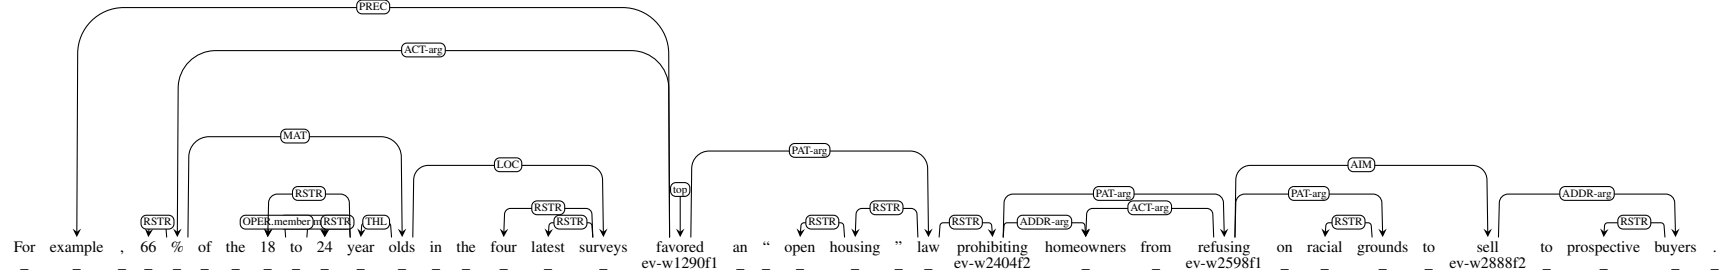 PREC
ACT-arg
MAT
PAT-arg
LOC
AIM
top
RSTR
PAT-arg
PAT-arg
ADDR-arg
RSTR
ACT-arg
RSTR
RSTR
OPER.member
RSTR
THL
RSTR
RSTR
RSTR
ADDR-arg
RSTR
RSTR
For example , 66 % of the 18 to 24 year olds in the four latest surveys favored an “ open housing ” law prohibiting homeowners from refusing on racial grounds to sell to prospective buyers .
_ _ _ _ _ _ _ _ _ _ _ _ _ _ _ _ _ ev-w1290f1 _ _ _ _ _ _ ev-w2404f2 _ _ ev-w2598f1 _ _ _ _ ev-w2888f2 _ _ _ _